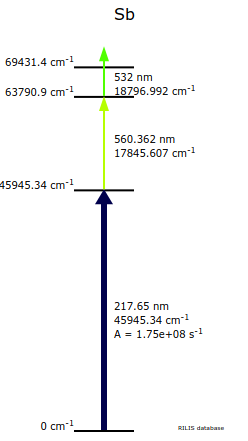 Sb
69431.4 cm⁻¹
532 nm
18796.992 cm⁻¹
63790.9 cm⁻¹
560.362 nm
17845.607 cm⁻¹
45945.34 cm⁻¹
217.65 nm
45945.34 cm⁻¹
A = 1.75e+08 s⁻¹
0 cm⁻¹
RILIS database